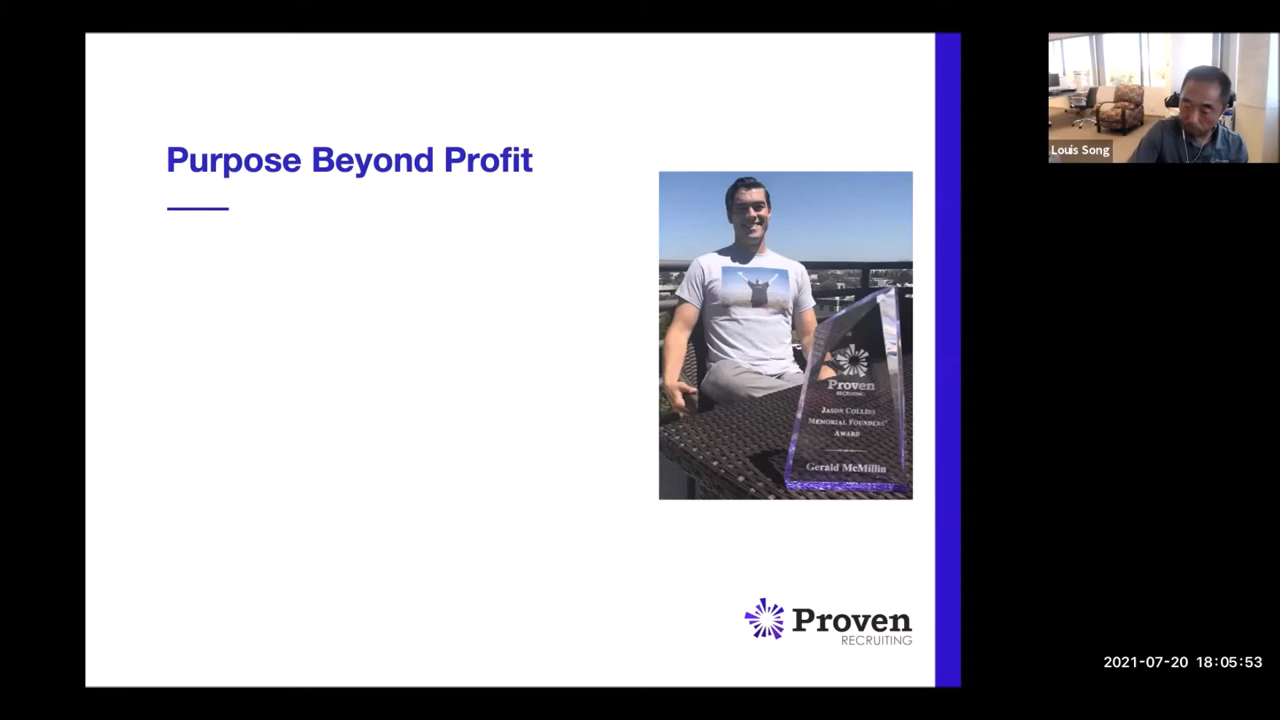 Purpose Beyond Profit
Louis Song
Proven
RECRUITING
JASON COLLINS
MEMORIAL FOUNDERS'
AWARD
Gerald McMillin
Proven
RECRUITING
2021-07-20 18:05:53